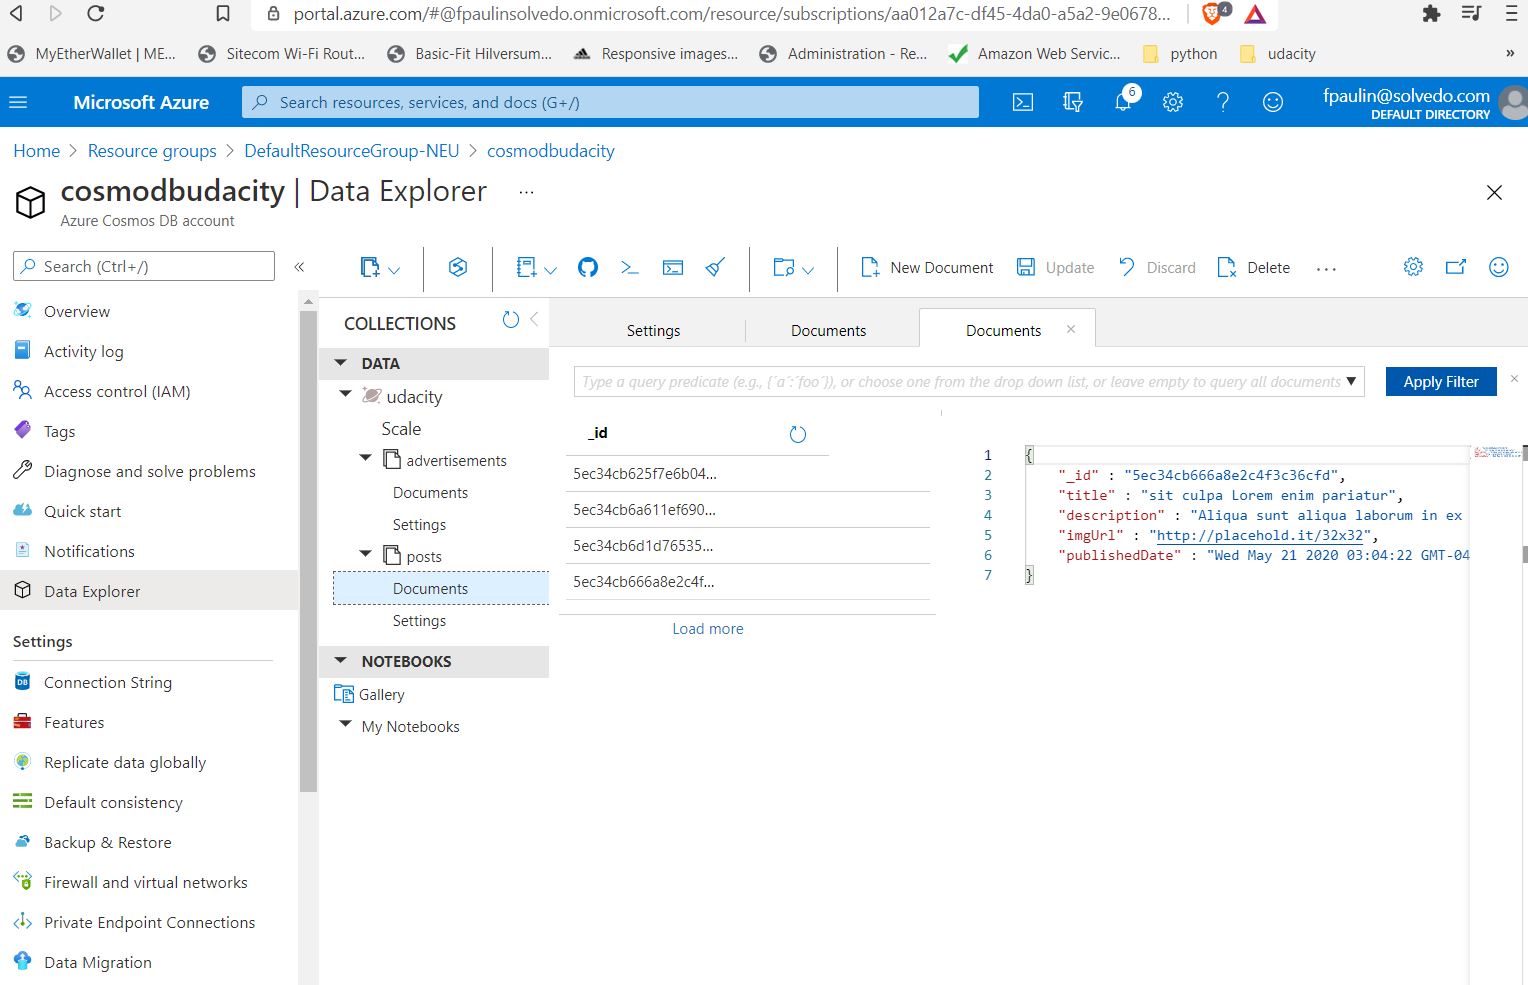 portal.azure.com/#@fpaulinsolvedo.onmicrosoft.com/resource/subscriptions/aa012a7c-df45-4da0-a5a2-9e0678... 4
MyEtherWallet | ME... Sitecom Wi-Fi Rout... Basic-Fit Hilversum... Responsive images... Administration - Re... Amazon Web Servic... python udacity »
Microsoft Azure Search resources, services, and docs (G+/) 6 fpaulin@solvedo.com
DEFAULT DIRECTORY
Home > Resource groups > DefaultResourceGroup-NEU > cosmodbudacity
cosmodbudacity | Data Explorer ...
Azure Cosmos DB account
Search (Ctrl+/) «
New Document Update Discard Delete ...
Overview
Activity log
Access control (IAM)
Tags
Diagnose and solve problems
Quick start
Notifications
Data Explorer
Settings
Connection String
Features
Replicate data globally
Default consistency
Backup & Restore
Firewall and virtual networks
Private Endpoint Connections
Data Migration
COLLECTIONS
DATA
udacity
Scale
advertisements
Documents
Settings
posts
Documents
Settings
NOTEBOOKS
Gallery
My Notebooks
Settings Documents Documents ×
Type a query predicate (e.g., {´a´:´foo´}), or choose one from the drop down list, or leave empty to query all documents Apply Filter ×
_id
5ec34cb625f7e6b04...
5ec34cb6a611ef690...
5ec34cb6d1d76535...
5ec34cb666a8e2c4f...
Load more
1 {
2 "_id" : "5ec34cb666a8e2c4f3c36cfd",
3 "title" : "sit culpa Lorem enim pariatur",
4 "description" : "Aliqua sunt aliqua laborum in ex
5 "imgUrl" : "http://placehold.it/32x32",
6 "publishedDate" : "Wed May 21 2020 03:04:22 GMT-04
7 }